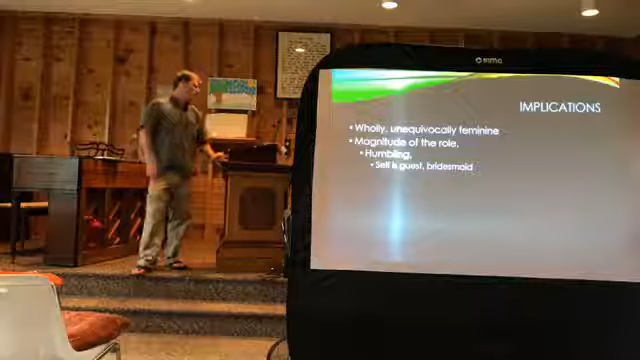 IMPLICATIONS
• Wholly, unequivocally feminine
• Magnitude of the role,
• Humbling,
• Self is guest, bridesmaid